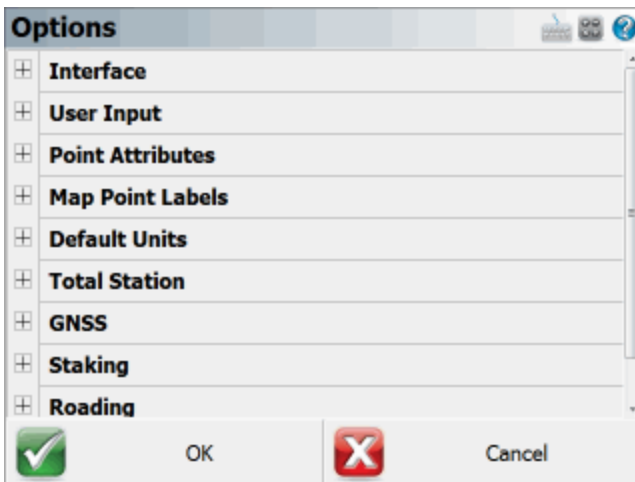 Options
Interface
User Input
Point Attributes
Map Point Labels
Default Units
Total Station
GNSS
Staking
Roading
OK Cancel